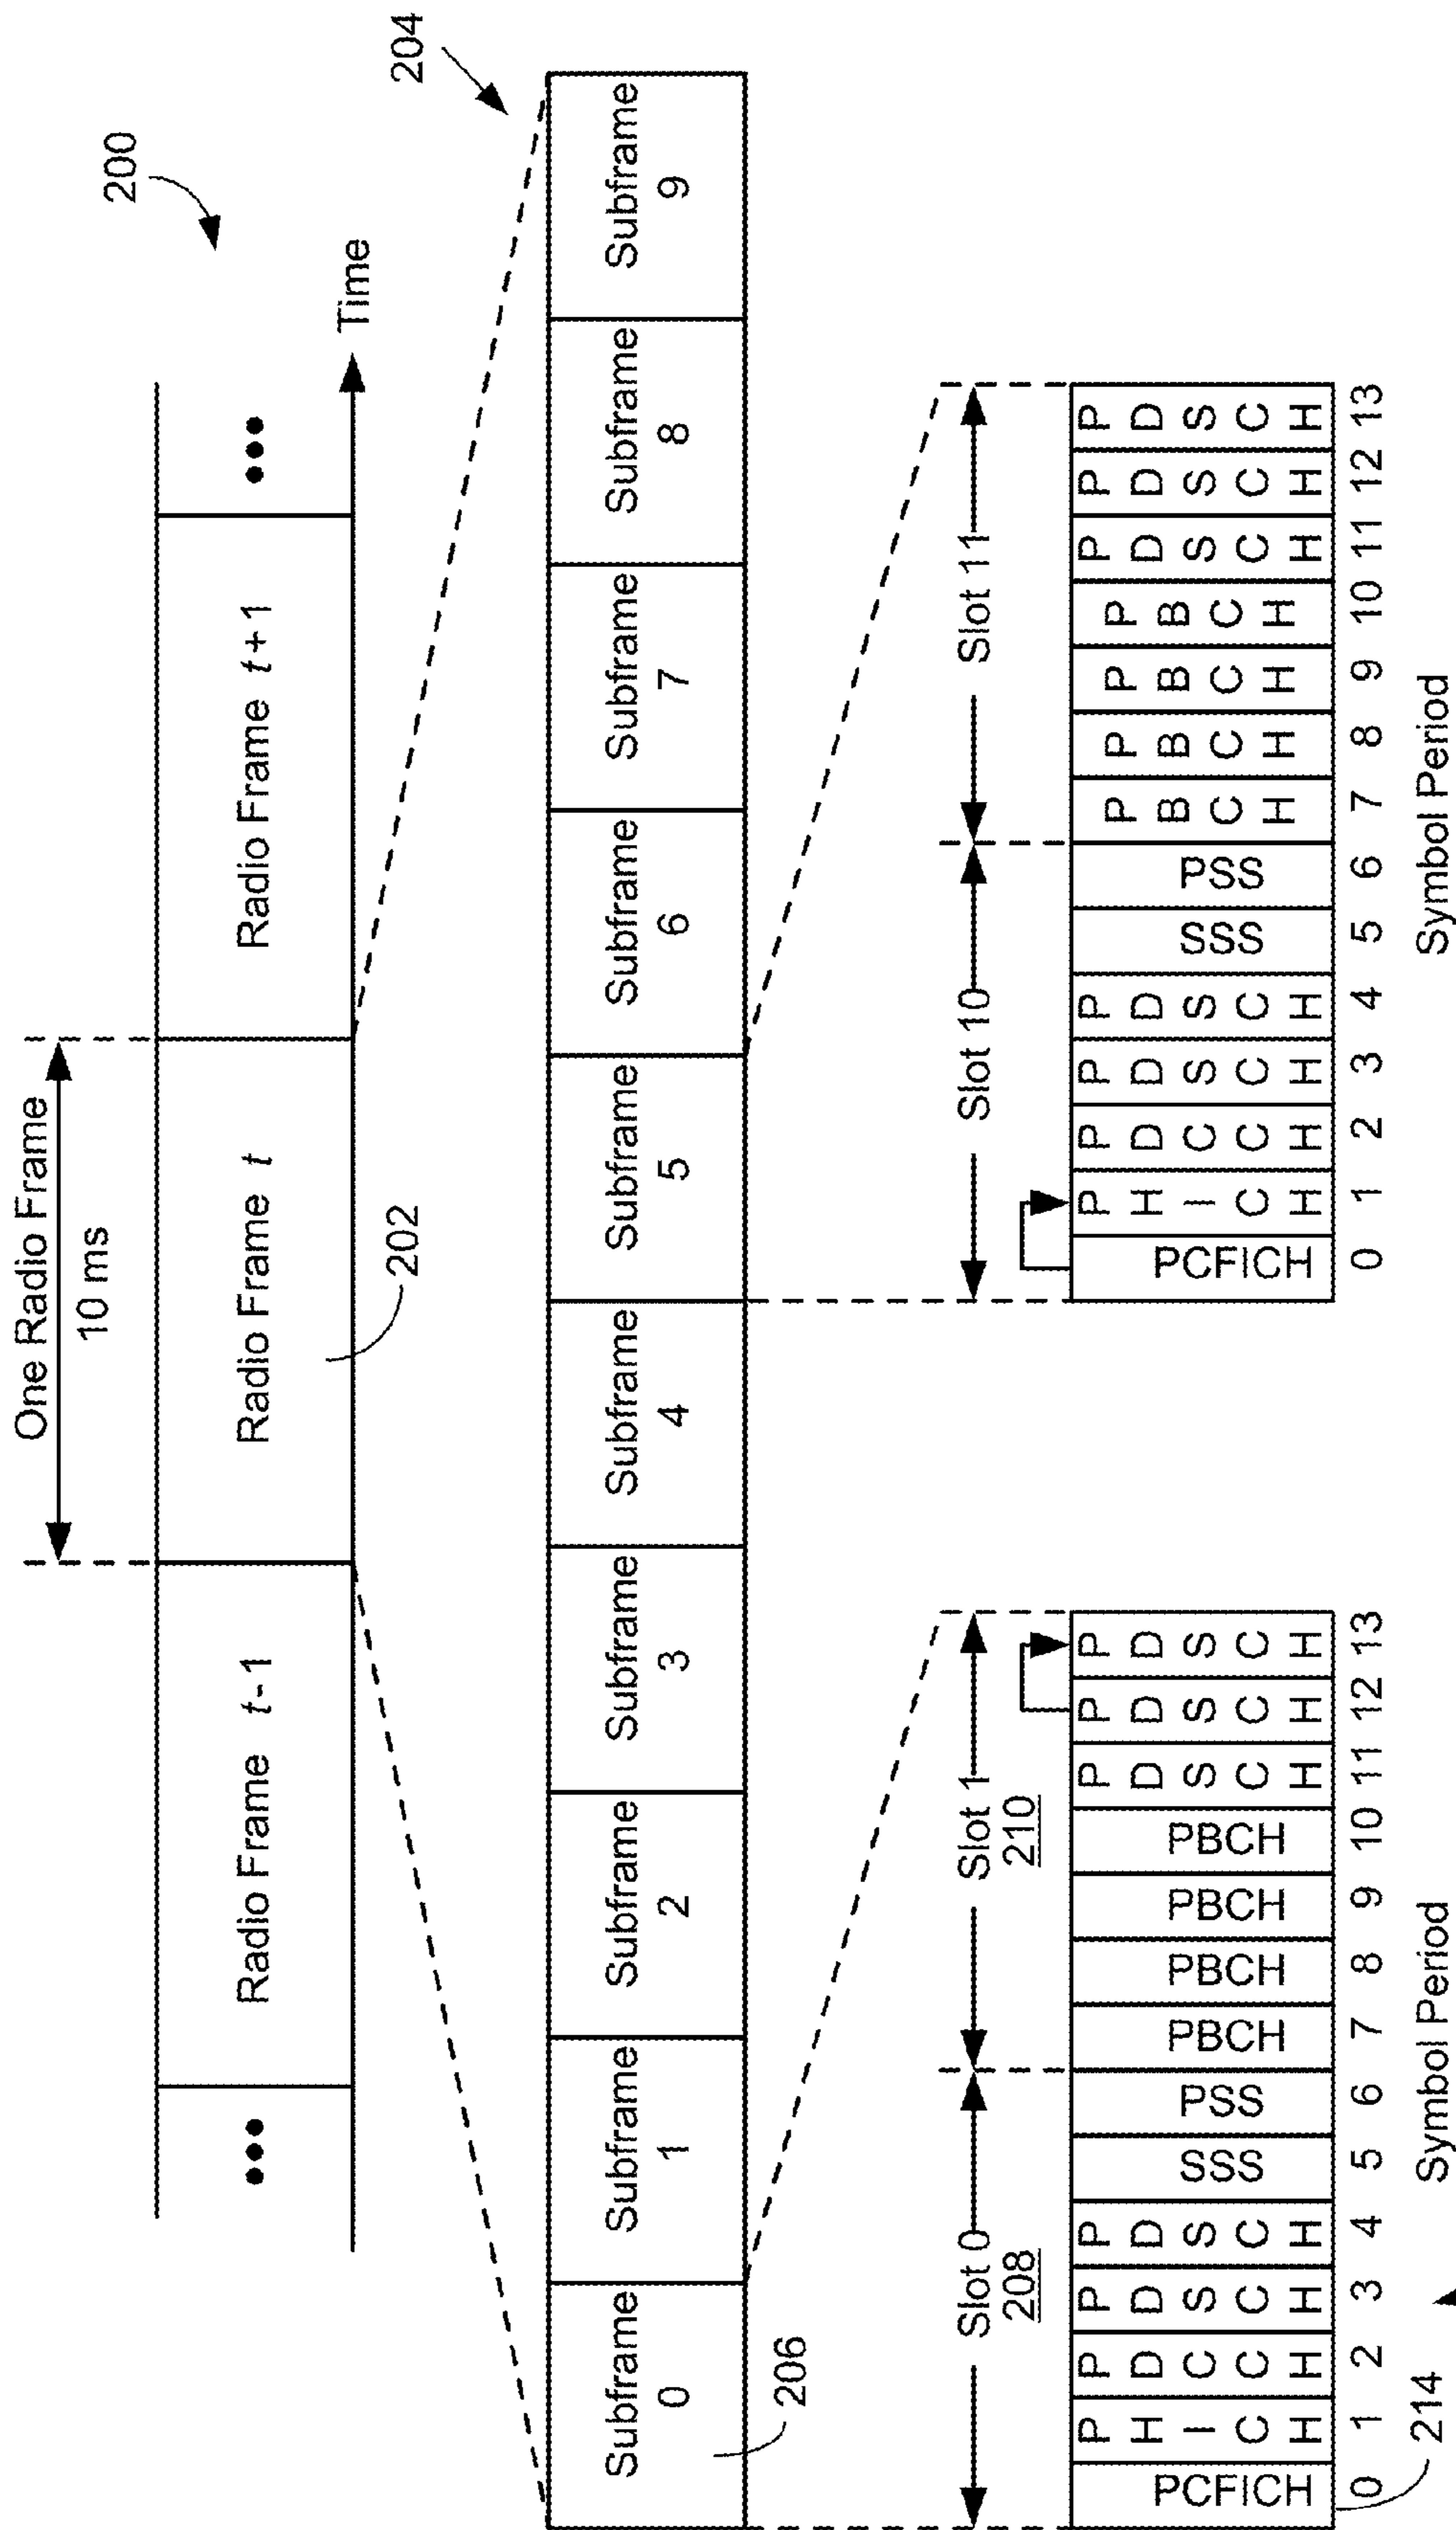 200
One Radio Frame
10 ms
••• Radio Frame t-1 Radio Frame t Radio Frame t+1 •••
Time
202
204
Subframe 0 Subframe 1 Subframe 2 Subframe 3 Subframe 4 Subframe 5 Subframe 6 Subframe 7 Subframe 8 Subframe 9
206
Slot 0 Slot 1 Slot 10 Slot 11
208 210
PCFICH PHICH PDCCH PDSCH PDSCH SSS PSS PBCH PBCH PBCH PBCH PDSCH PDSCH PDSCH
0 1 2 3 4 5 6 7 8 9 10 11 12 13
214
Symbol Period
PCFICH PHICH PDCCH PDSCH PDSCH SSS PSS PBCH PBCH PBCH PBCH PDSCH PDSCH PDSCH
0 1 2 3 4 5 6 7 8 9 10 11 12 13
Symbol Period